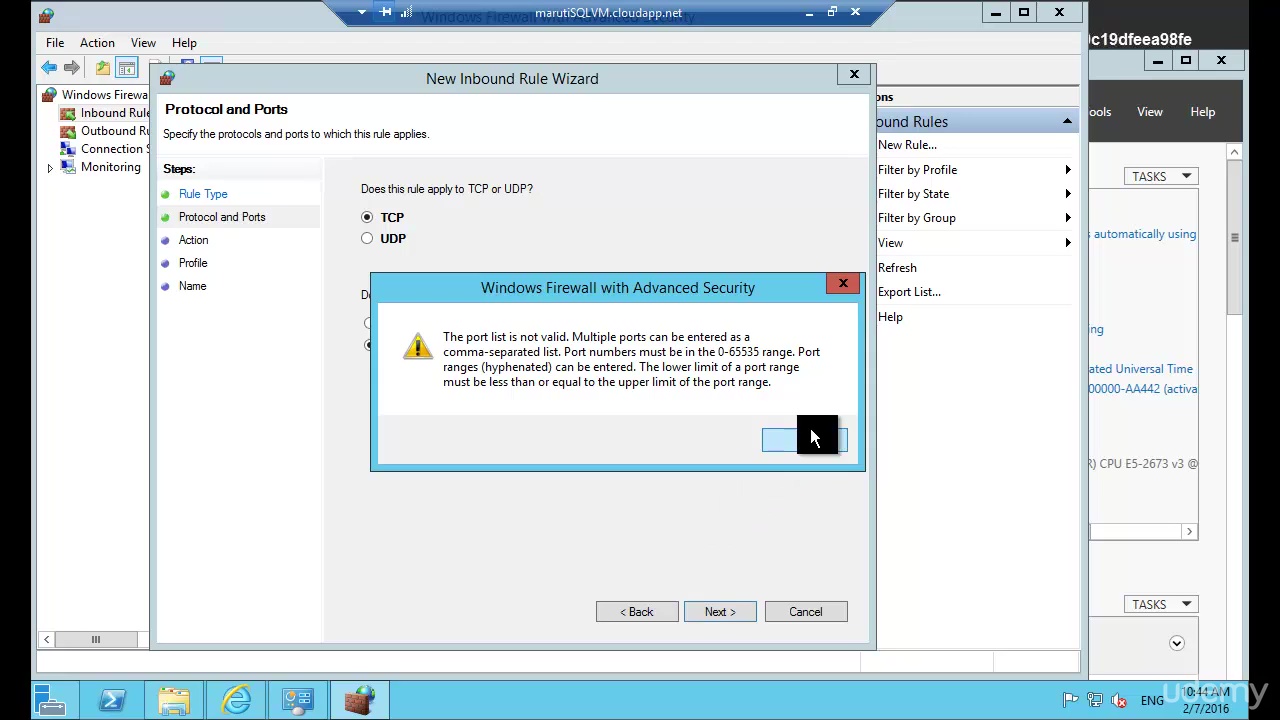 marutiSQLVM.cloudapp.net
Windows Firewall with Advanced Security
c19dfeea98fe
File Action View Help
ools View Help
New Inbound Rule Wizard
Protocol and Ports
Specify the protocols and ports to which this rule applies.
Windows Firewa
Inbound Rule
Outbound Ru
Connection S
Monitoring
Steps:
Rule Type
Protocol and Ports
Action
Profile
Name
Does this rule apply to TCP or UDP?
TCP
UDP
Windows Firewall with Advanced Security
The port list is not valid. Multiple ports can be entered as a
comma-separated list. Port numbers must be in the 0-65535 range. Port
ranges (hyphenated) can be entered. The lower limit of a port range
must be less than or equal to the upper limit of the port range.
< Back
Next >
Cancel
ons
ound Rules
New Rule...
Filter by Profile
Filter by State
Filter by Group
View
Refresh
Export List...
Help
TASKS
s automatically using
ing
ated Universal Time
00000-AA442 (activa
R) CPU E5-2673 v3 @
TASKS
ENG
10:44 AM
2/7/2016
udemy